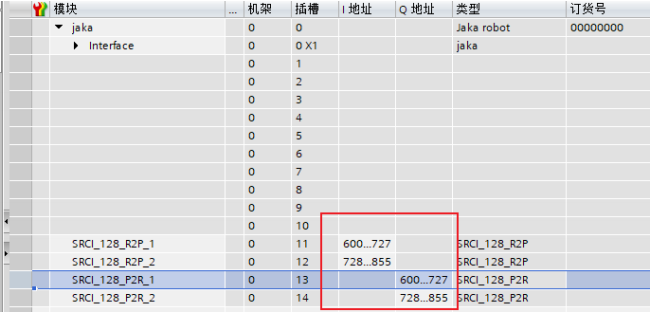 模块 ... 机架 插槽 I 地址 Q 地址 类型 订货号
jaka 0 0 Jaka robot 00000000
Interface 0 0 X1 jaka
0 1
0 2
0 3
0 4
0 5
0 6
0 7
0 8
0 9
0 10
SRCI_128_R2P_1 0 11 600...727 SRCI_128_R2P
SRCI_128_R2P_2 0 12 728...855 SRCI_128_R2P
SRCI_128_P2R_1 0 13 600...727 SRCI_128_P2R
SRCI_128_P2R_2 0 14 728...855 SRCI_128_P2R